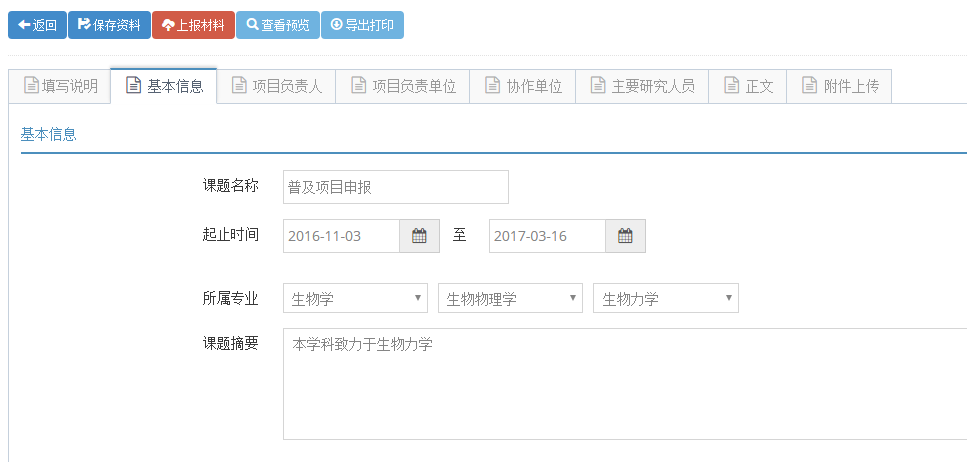 返回 保存资料 上报材料 查看预览 导出打印
填写说明 基本信息 项目负责人 项目负责单位 协作单位 主要研究人员 正文 附件上传
基本信息
课题名称 普及项目申报
起止时间 2016-11-03 至 2017-03-16
所属专业 生物学 生物物理学 生物力学
课题摘要 本学科致力于生物力学